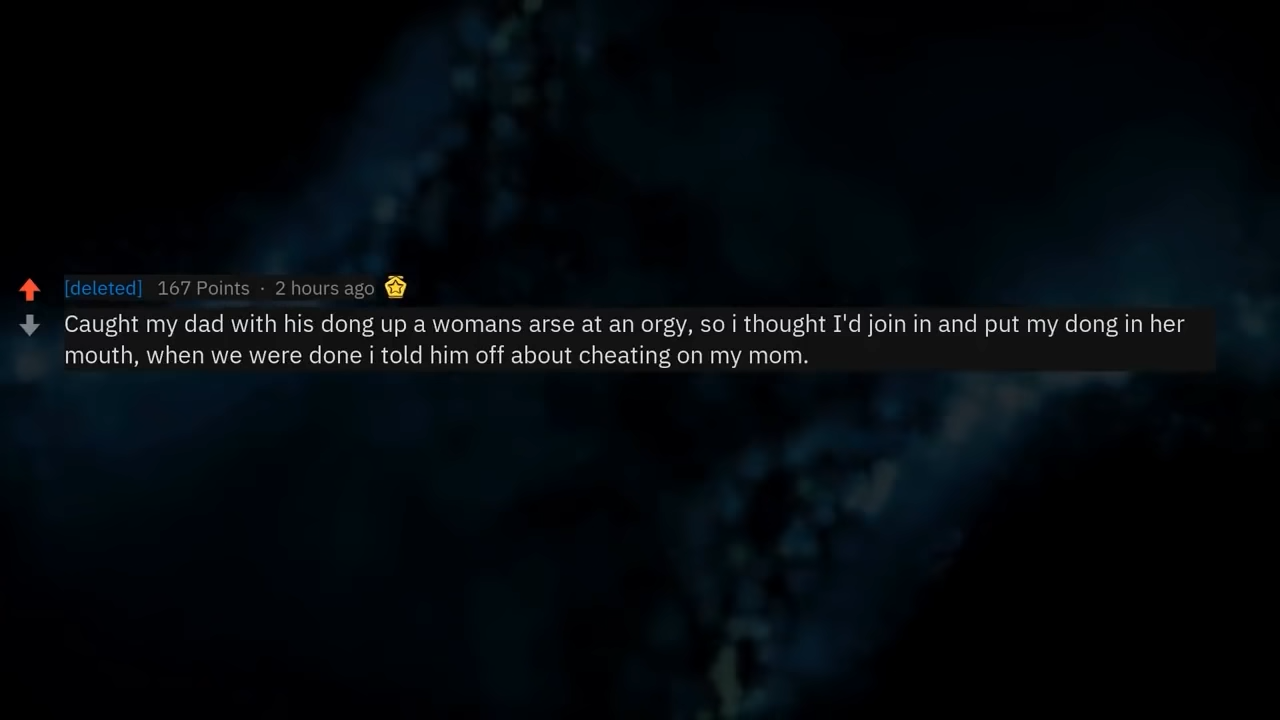 [deleted] 167 Points · 2 hours ago
Caught my dad with his dong up a womans arse at an orgy, so i thought I'd join in and put my dong in her
mouth, when we were done i told him off about cheating on my mom.